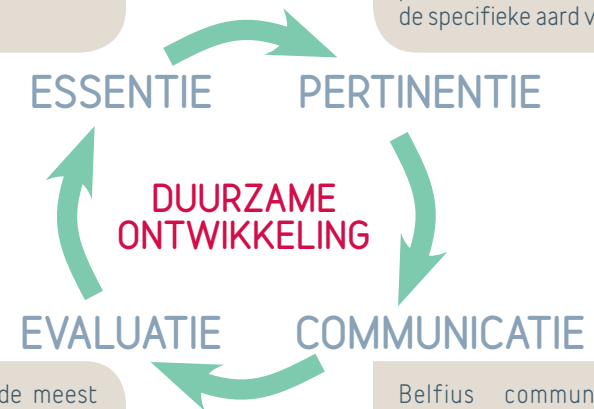 de specifieke aard v
ESSENTIE
PERTINENTIE
DUURZAME
ONTWIKKELING
EVALUATIE
COMMUNICATIE
de meest
Belfius commun